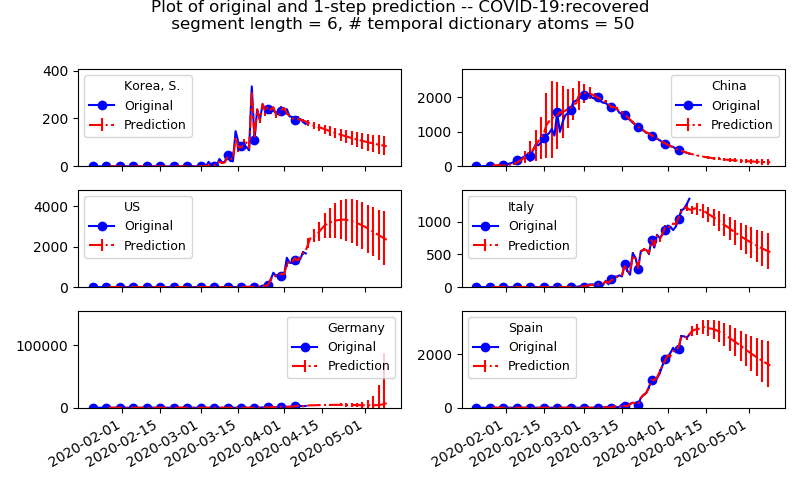 Plot of original and 1-step prediction -- COVID-19:recovered
segment length = 6, # temporal dictionary atoms = 50
400
200
0
Korea, S.
Original
Prediction
2000
1000
0
China
Original
Prediction
4000
2000
0
US
Original
Prediction
1000
500
0
Italy
Original
Prediction
100000
0
Germany
Original
Prediction
2000
0
Spain
Original
Prediction
2020-02-01
2020-02-15
2020-03-01
2020-03-15
2020-04-01
2020-04-15
2020-05-01
2020-02-01
2020-02-15
2020-03-01
2020-03-15
2020-04-01
2020-04-15
2020-05-01